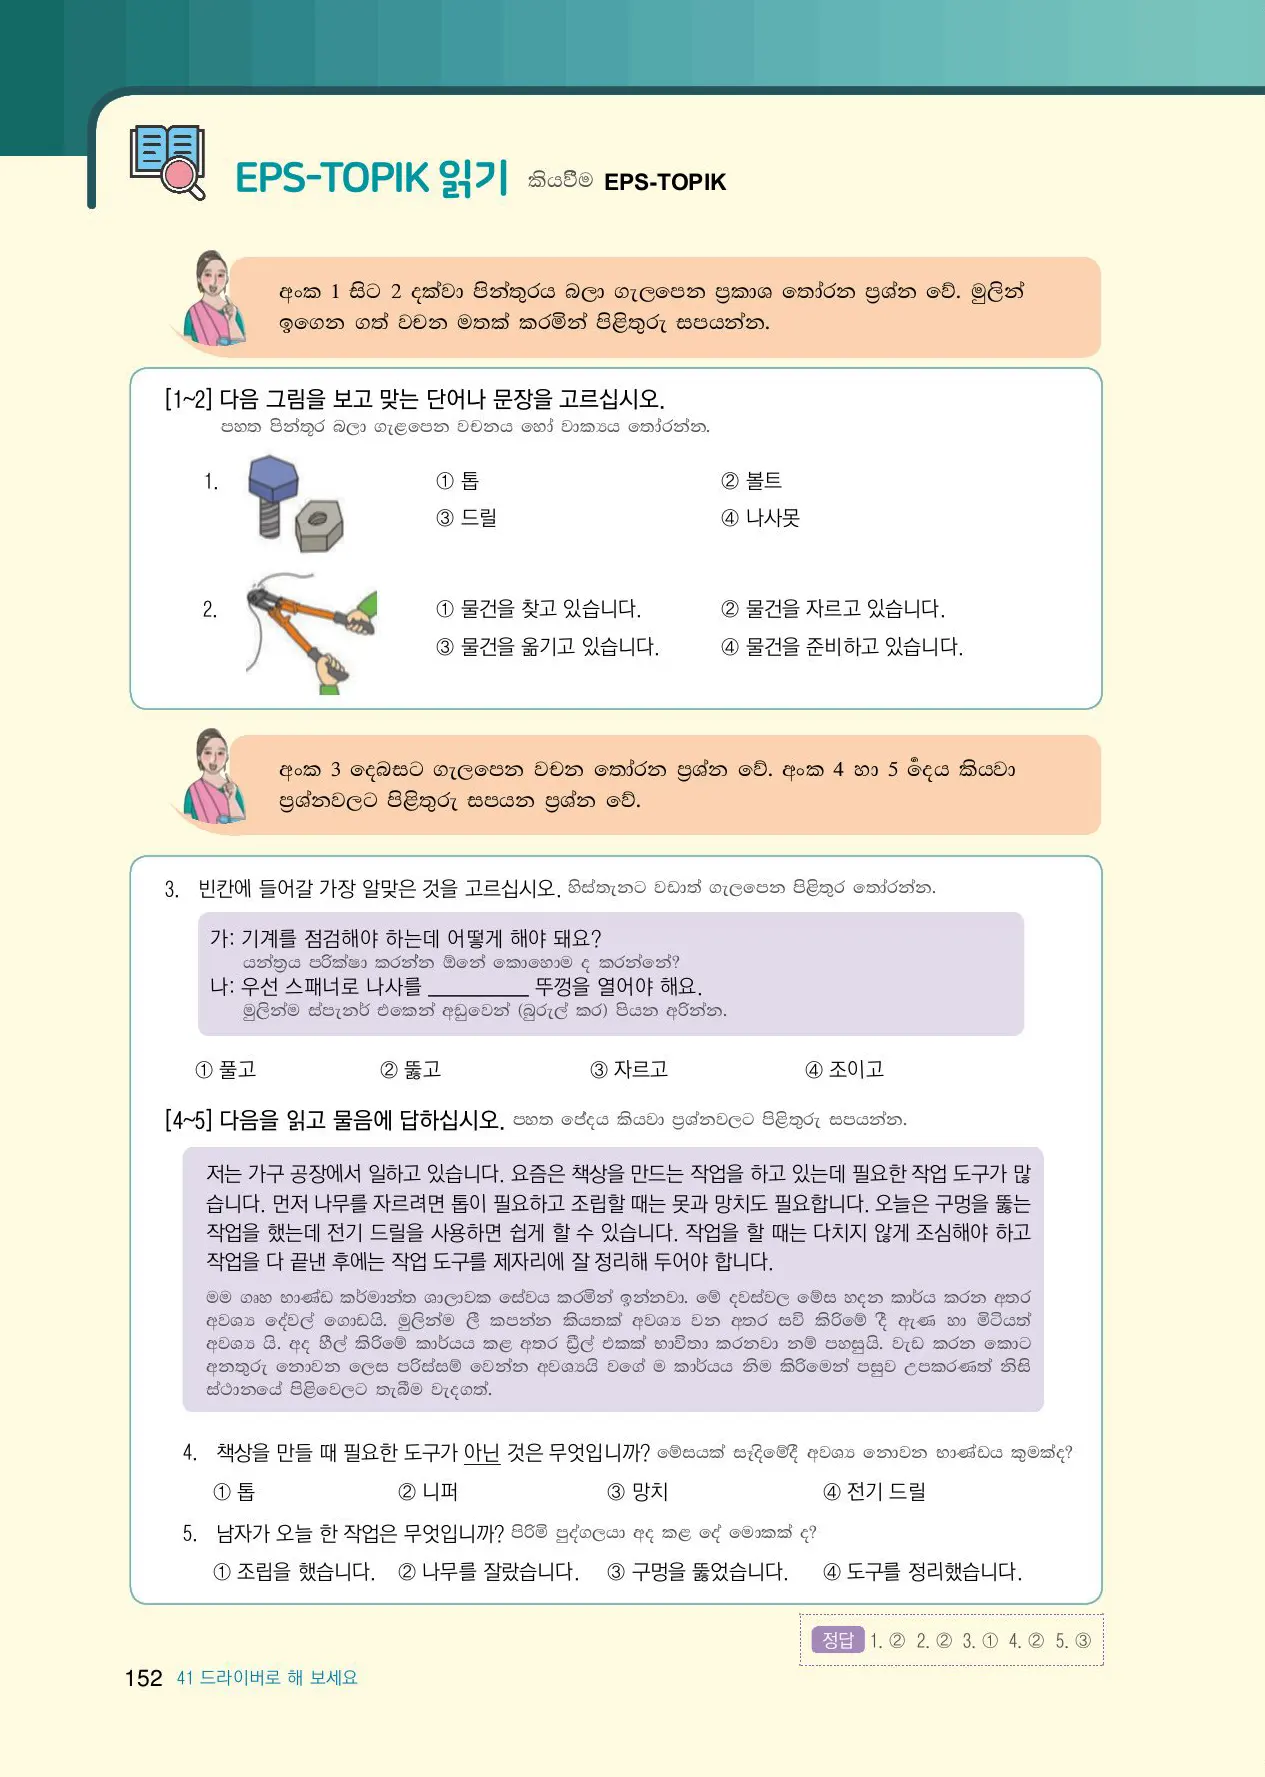 EPS-TOPIK 읽기 කියවීම EPS-TOPIK
අංක 1 සිට 2 දක්වා පින්තූරය බලා ගැලපෙන ප්‍රකාශ තෝරන ප්‍රශ්න වේ. මුලින්
ඉගෙන ගත් වචන මතක් කරමින් පිළිතුරු සපයන්න.
[1~2] 다음 그림을 보고 맞는 단어나 문장을 고르십시오.
පහත පින්තූර බලා ගැළපෙන වචනය හෝ වාක්‍යය තෝරන්න.
1. ① 톱 ② 볼트
③ 드릴 ④ 나사못
2. ① 물건을 찾고 있습니다. ② 물건을 자르고 있습니다.
③ 물건을 옮기고 있습니다. ④ 물건을 준비하고 있습니다.
අංක 3 දෙබසට ගැලපෙන වචන තෝරන ප්‍රශ්න වේ. අංක 4 හා 5 ඡේදය කියවා
ප්‍රශ්නවලට පිළිතුරු සපයන ප්‍රශ්න වේ.
3. 빈칸에 들어갈 가장 알맞은 것을 고르십시오. හිස්තැනට වඩාත් ගැලපෙන පිළිතුර තෝරන්න.
가: 기계를 점검해야 하는데 어떻게 해야 돼요?
යන්ත්‍රය පරික්ෂා කරන්න ඕනේ කොහොම ද කරන්නේ?
나: 우선 스패너로 나사를 __________ 뚜껑을 열어야 해요.
මුලින්ම ස්පැනර් එකෙන් අඩුවෙන් (බුරුල් කර) පියන අරින්න.
① 풀고 ② 뚫고 ③ 자르고 ④ 조이고
[4~5] 다음을 읽고 물음에 답하십시오. පහත ඡේදය කියවා ප්‍රශ්නවලට පිළිතුරු සපයන්න.
저는 가구 공장에서 일하고 있습니다. 요즘은 책상을 만드는 작업을 하고 있는데 필요한 작업 도구가 많
습니다. 먼저 나무를 자르려면 톱이 필요하고 조립할 때는 못과 망치도 필요합니다. 오늘은 구멍을 뚫는
작업을 했는데 전기 드릴을 사용하면 쉽게 할 수 있습니다. 작업을 할 때는 다치지 않게 조심해야 하고
작업을 다 끝낸 후에는 작업 도구를 제자리에 잘 정리해 두어야 합니다.
මම ගෘහ භාණ්ඩ කර්මාන්ත ශාලාවක සේවය කරමින් ඉන්නවා. මේ දවස්වල මේස හදන කාර්ය කරන අතර
අවශ්‍ය දේවල් ගොඩයි. මුලින්ම ලී කපන්න කියතක් අවශ්‍ය වන අතර සවි කිරිමේ දී ඇණ හා මිටියත්
අවශ්‍ය යි. අද හීල් කිරිමේ කාර්යය කළ අතර ඩ්‍රීල් එකක් භාවිතා කරනවා නම් පහසුයි. වැඩ කරන කොට
අනතුරු නොවන ලෙස පරිස්සම් වෙන්න අවශ්‍යයි වගේ ම කාර්යය නිම කිරිමෙන් පසුව උපකරණත් නිසි
ස්ථානයේ පිළිවෙලට තැබීම වැදගත්.
4. 책상을 만들 때 필요한 도구가 아닌 것은 무엇입니까? මේසයක් සෑදිමේදී අවශ්‍ය නොවන භාණ්ඩය කුමක්ද?
① 톱 ② 니퍼 ③ 망치 ④ 전기 드릴
5. 남자가 오늘 한 작업은 무엇입니까? පිරිමි පුද්ගලයා අද කළ දේ මොකක් ද?
① 조립을 했습니다. ② 나무를 잘랐습니다. ③ 구멍을 뚫었습니다. ④ 도구를 정리했습니다.
정답 1. ② 2. ② 3. ① 4. ② 5. ③
152 41 드라이버로 해 보세요